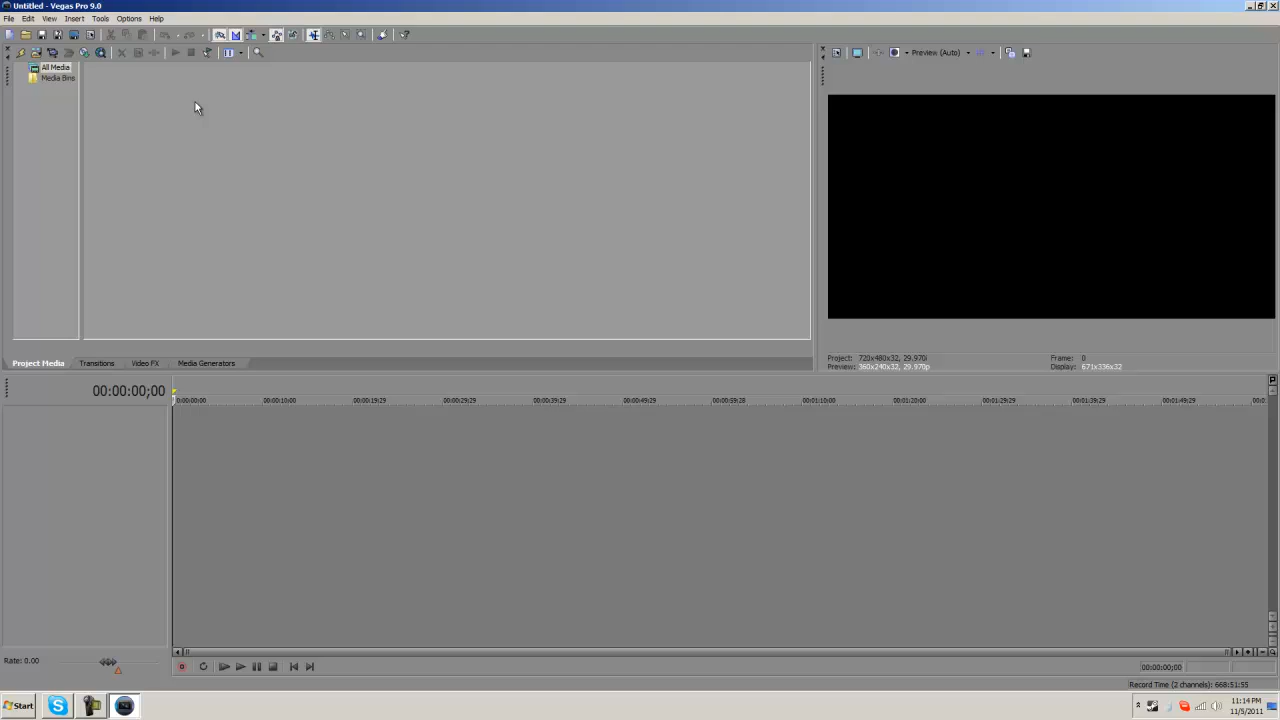 Untitled - Vegas Pro 9.0
File Edit View Insert Tools Options Help
Preview (Auto)
All Media
Media Bins
Project: 720x480x32, 29.970i
Frame: 0
Preview: 360x240x32, 29.970p
Display: 671x336x32
Project Media Transitions Video FX Media Generators
00:00:00;00
0:00:00:00 00:00:10;00 00:00:19;29 00:00:29;29 00:00:39;29 00:00:49;29 00:00:59;28 00:01:10;00 00:01:20;00 00:01:29;29 00:01:39;29 00:01:49;29 00:0
Rate: 0.00
00:00:00;00
Record Time (2 channels): 668:51:55
Start
11:14 PM
11/5/2011